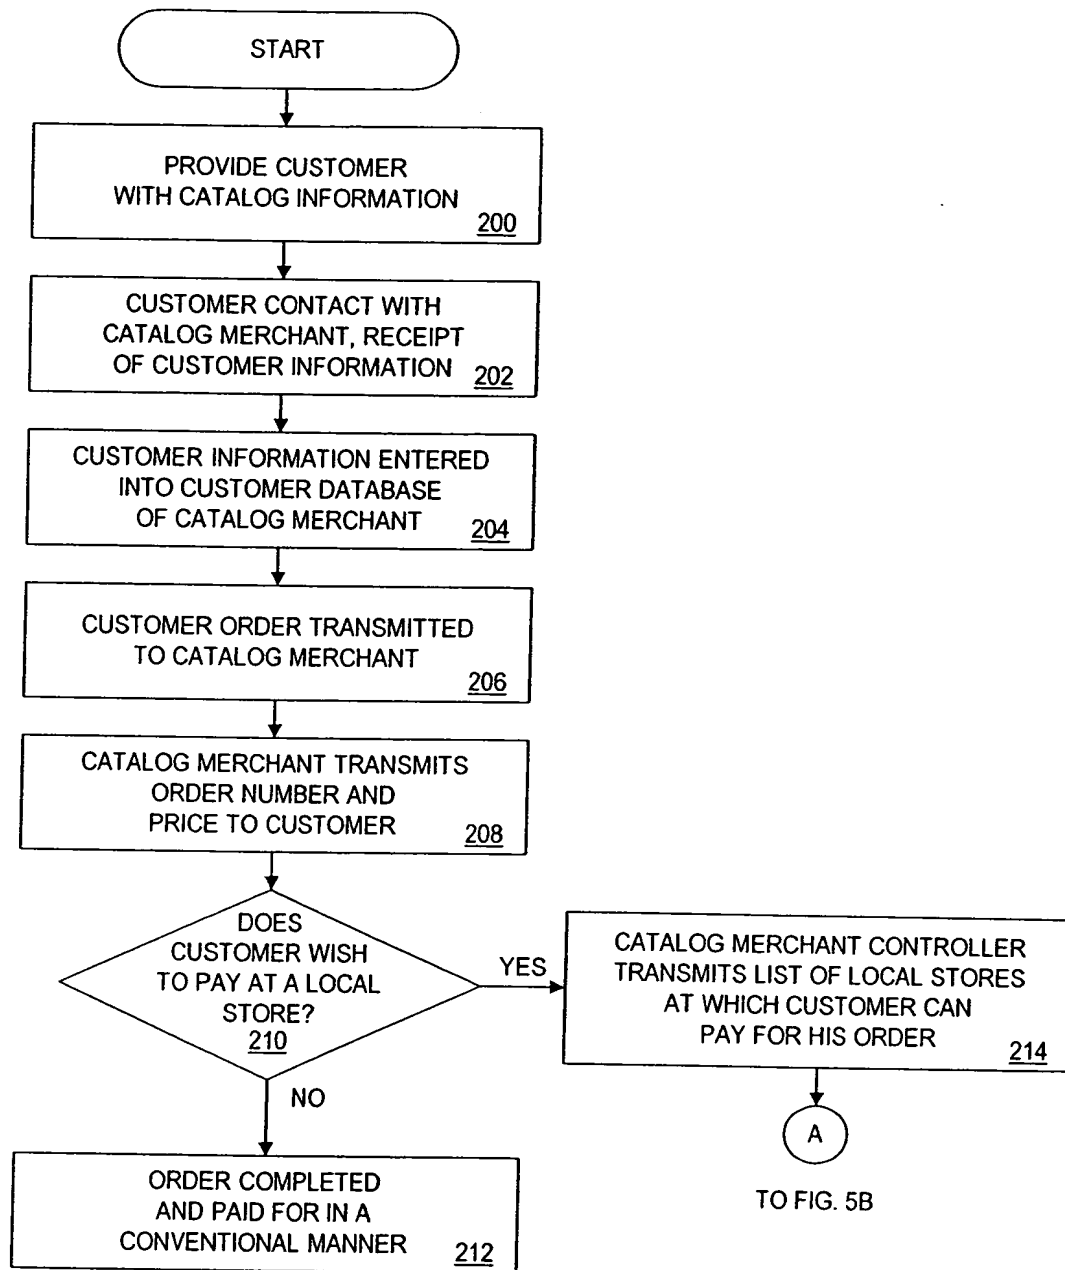 START
PROVIDE CUSTOMER
WITH CATALOG INFORMATION
200
CUSTOMER CONTACT WITH
CATALOG MERCHANT, RECEIPT
OF CUSTOMER INFORMATION
202
CUSTOMER INFORMATION ENTERED
INTO CUSTOMER DATABASE
OF CATALOG MERCHANT
204
CUSTOMER ORDER TRANSMITTED
TO CATALOG MERCHANT
206
CATALOG MERCHANT TRANSMITS
ORDER NUMBER AND
PRICE TO CUSTOMER
208
DOES
CUSTOMER WISH
TO PAY AT A LOCAL
STORE?
210
YES
CATALOG MERCHANT CONTROLLER
TRANSMITS LIST OF LOCAL STORES
AT WHICH CUSTOMER CAN
PAY FOR HIS ORDER
214
NO
A
TO FIG. 5B
ORDER COMPLETED
AND PAID FOR IN A
CONVENTIONAL MANNER
212